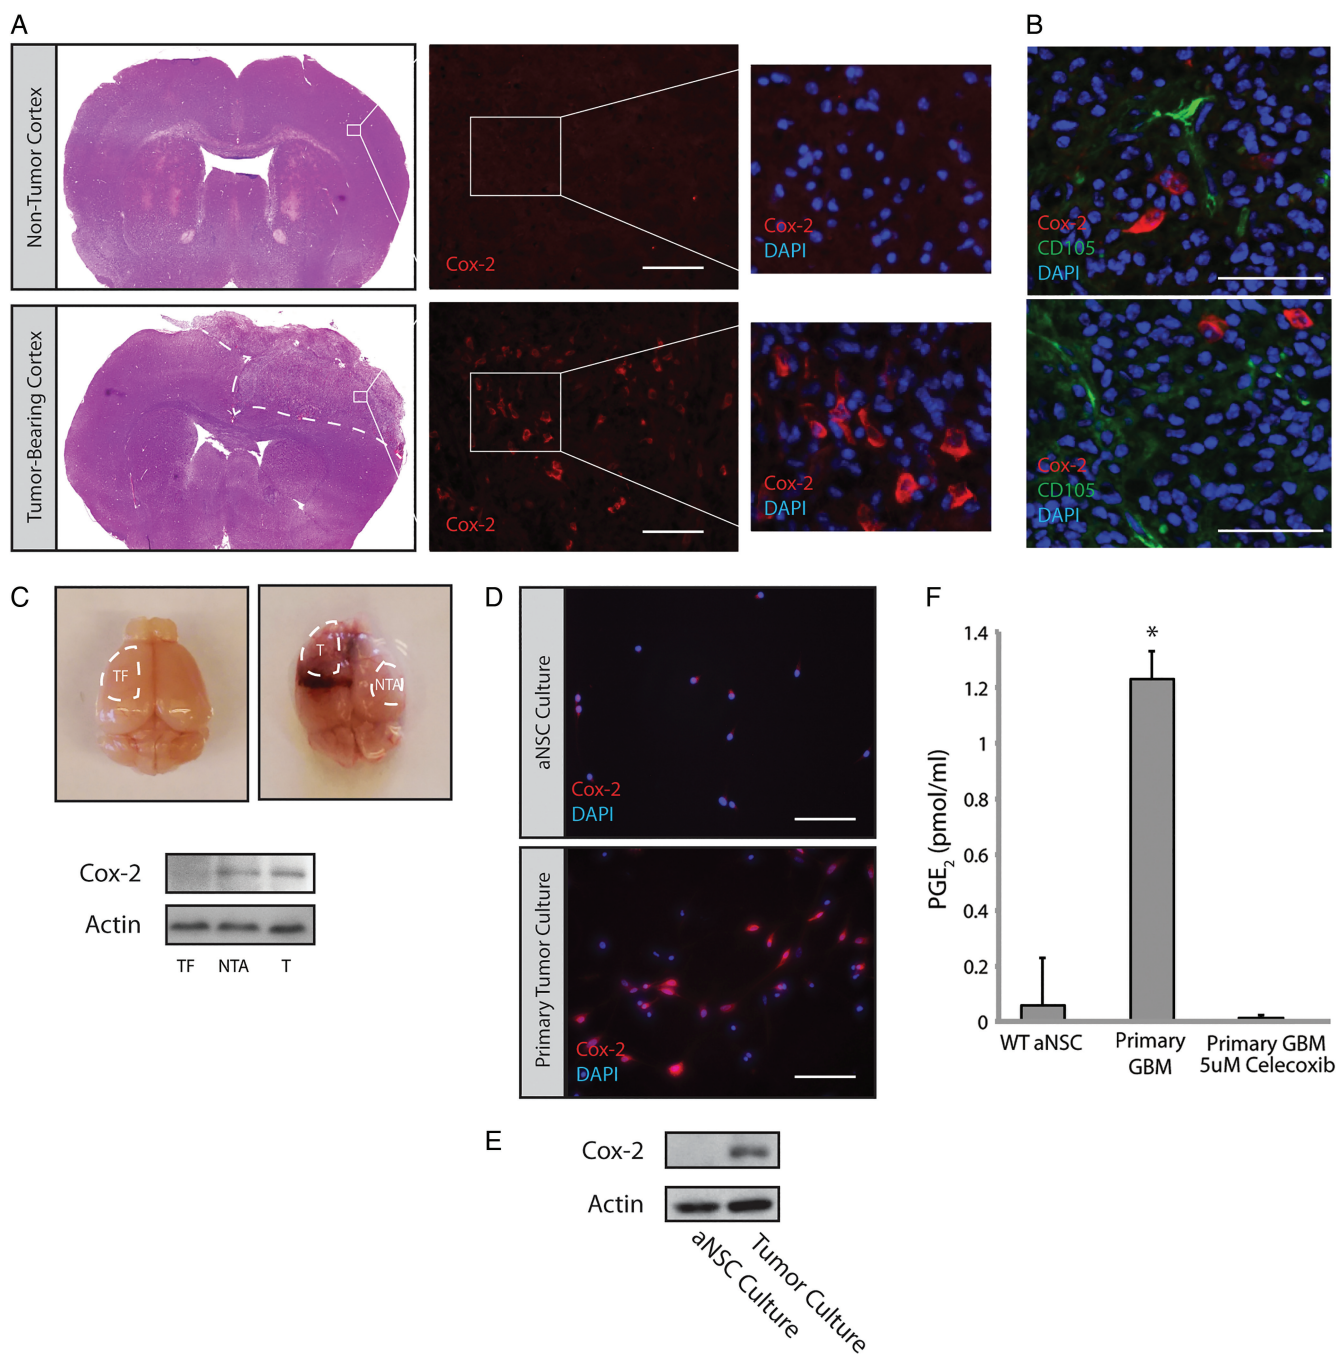 A
Non-Tumor Cortex
Cox-2
Cox-2
DAPI
Tumor-Bearing Cortex
Cox-2
Cox-2
DAPI
B
Cox-2
CD105
DAPI
Cox-2
CD105
DAPI
C
TF
T
NTA
Cox-2
Actin
TF NTA T
D
aNSC Culture
Cox-2
DAPI
Primary Tumor Culture
Cox-2
DAPI
E
Cox-2
Actin
aNSC Culture
Tumor Culture
F
PGE2 (pmol/ml)
1.4
1.2
1
0.8
0.6
0.4
0.2
0
*
WT aNSC
Primary
GBM
Primary GBM
5uM Celecoxib